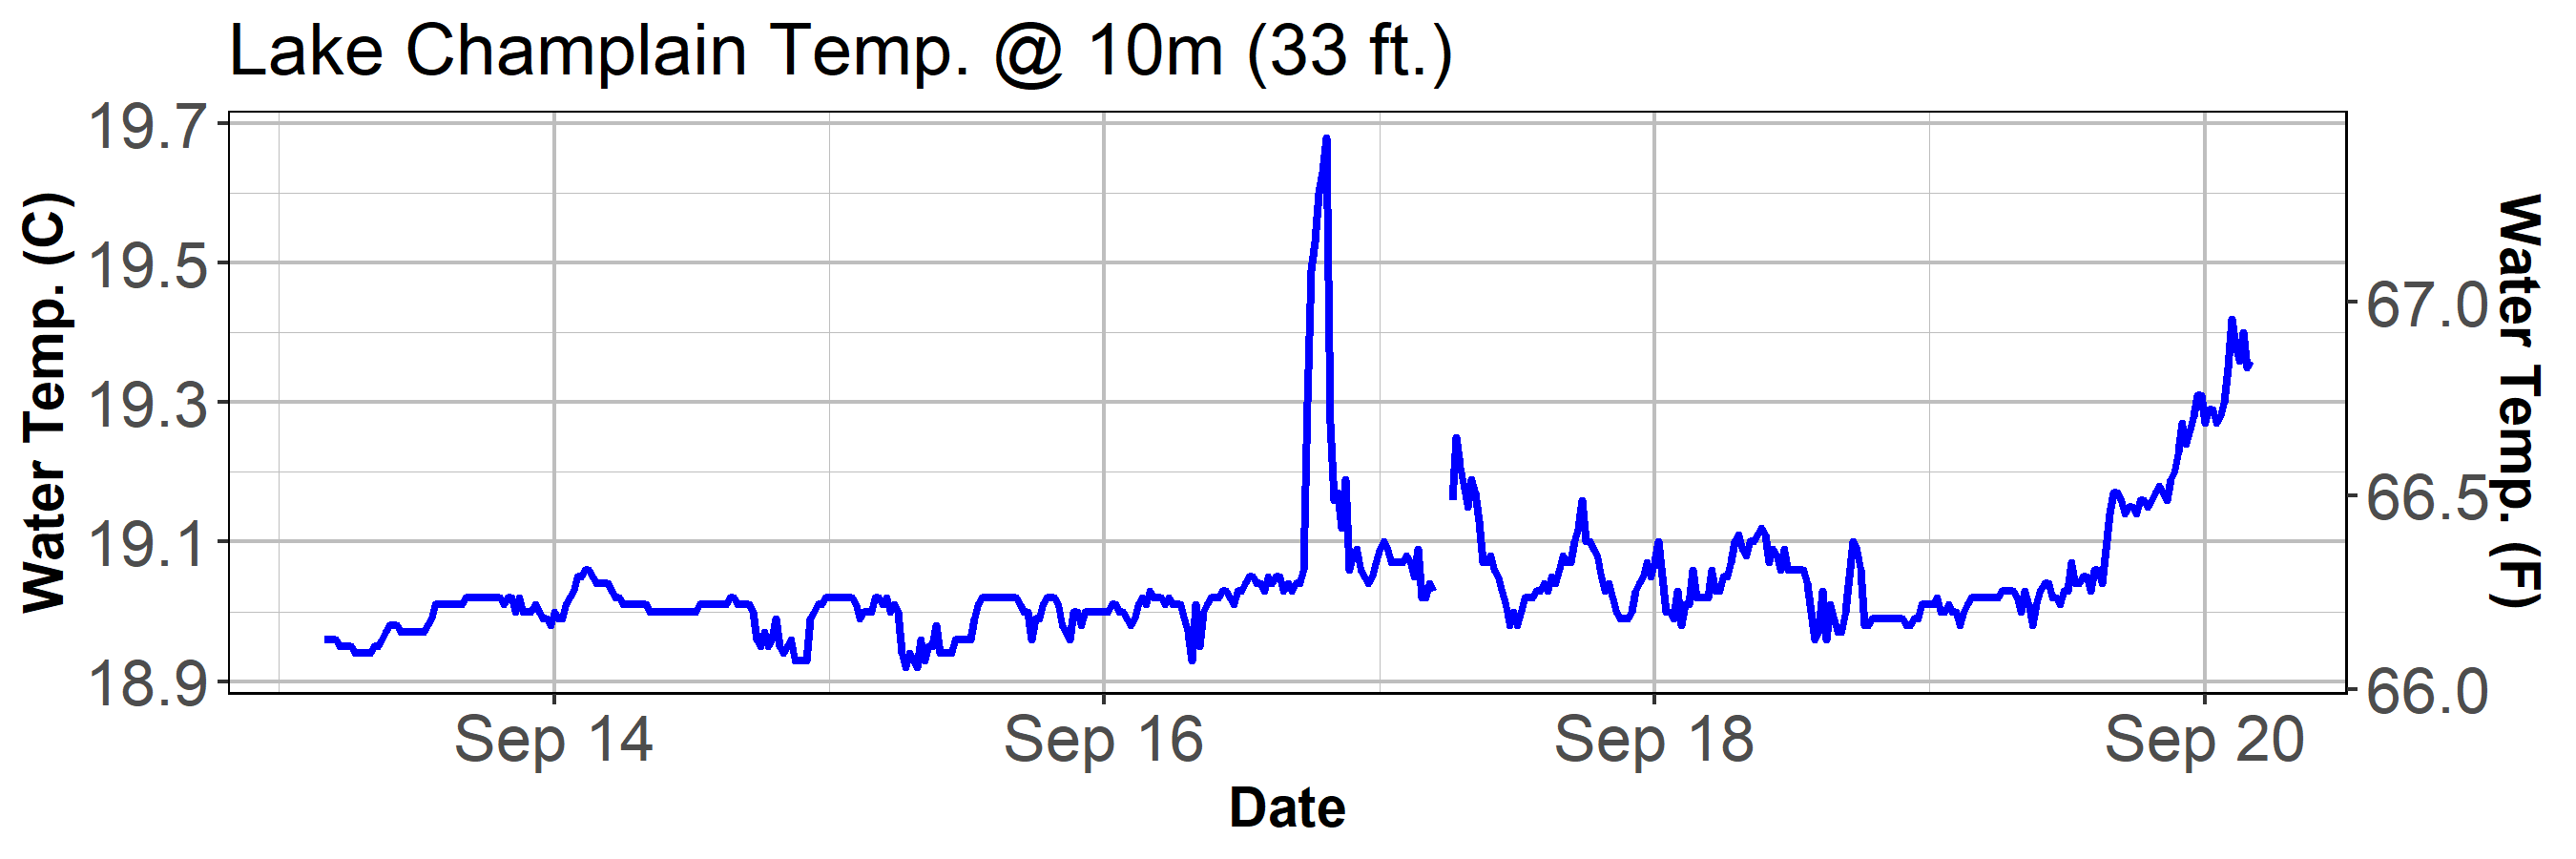 Lake Champlain Temp. @ 10m (33 ft.)
Water Temp. (C)
19.7
19.5
19.3
19.1
18.9
67.0
66.5
66.0
Water Temp. (F)
Sep 14 Sep 16 Sep 18 Sep 20
Date